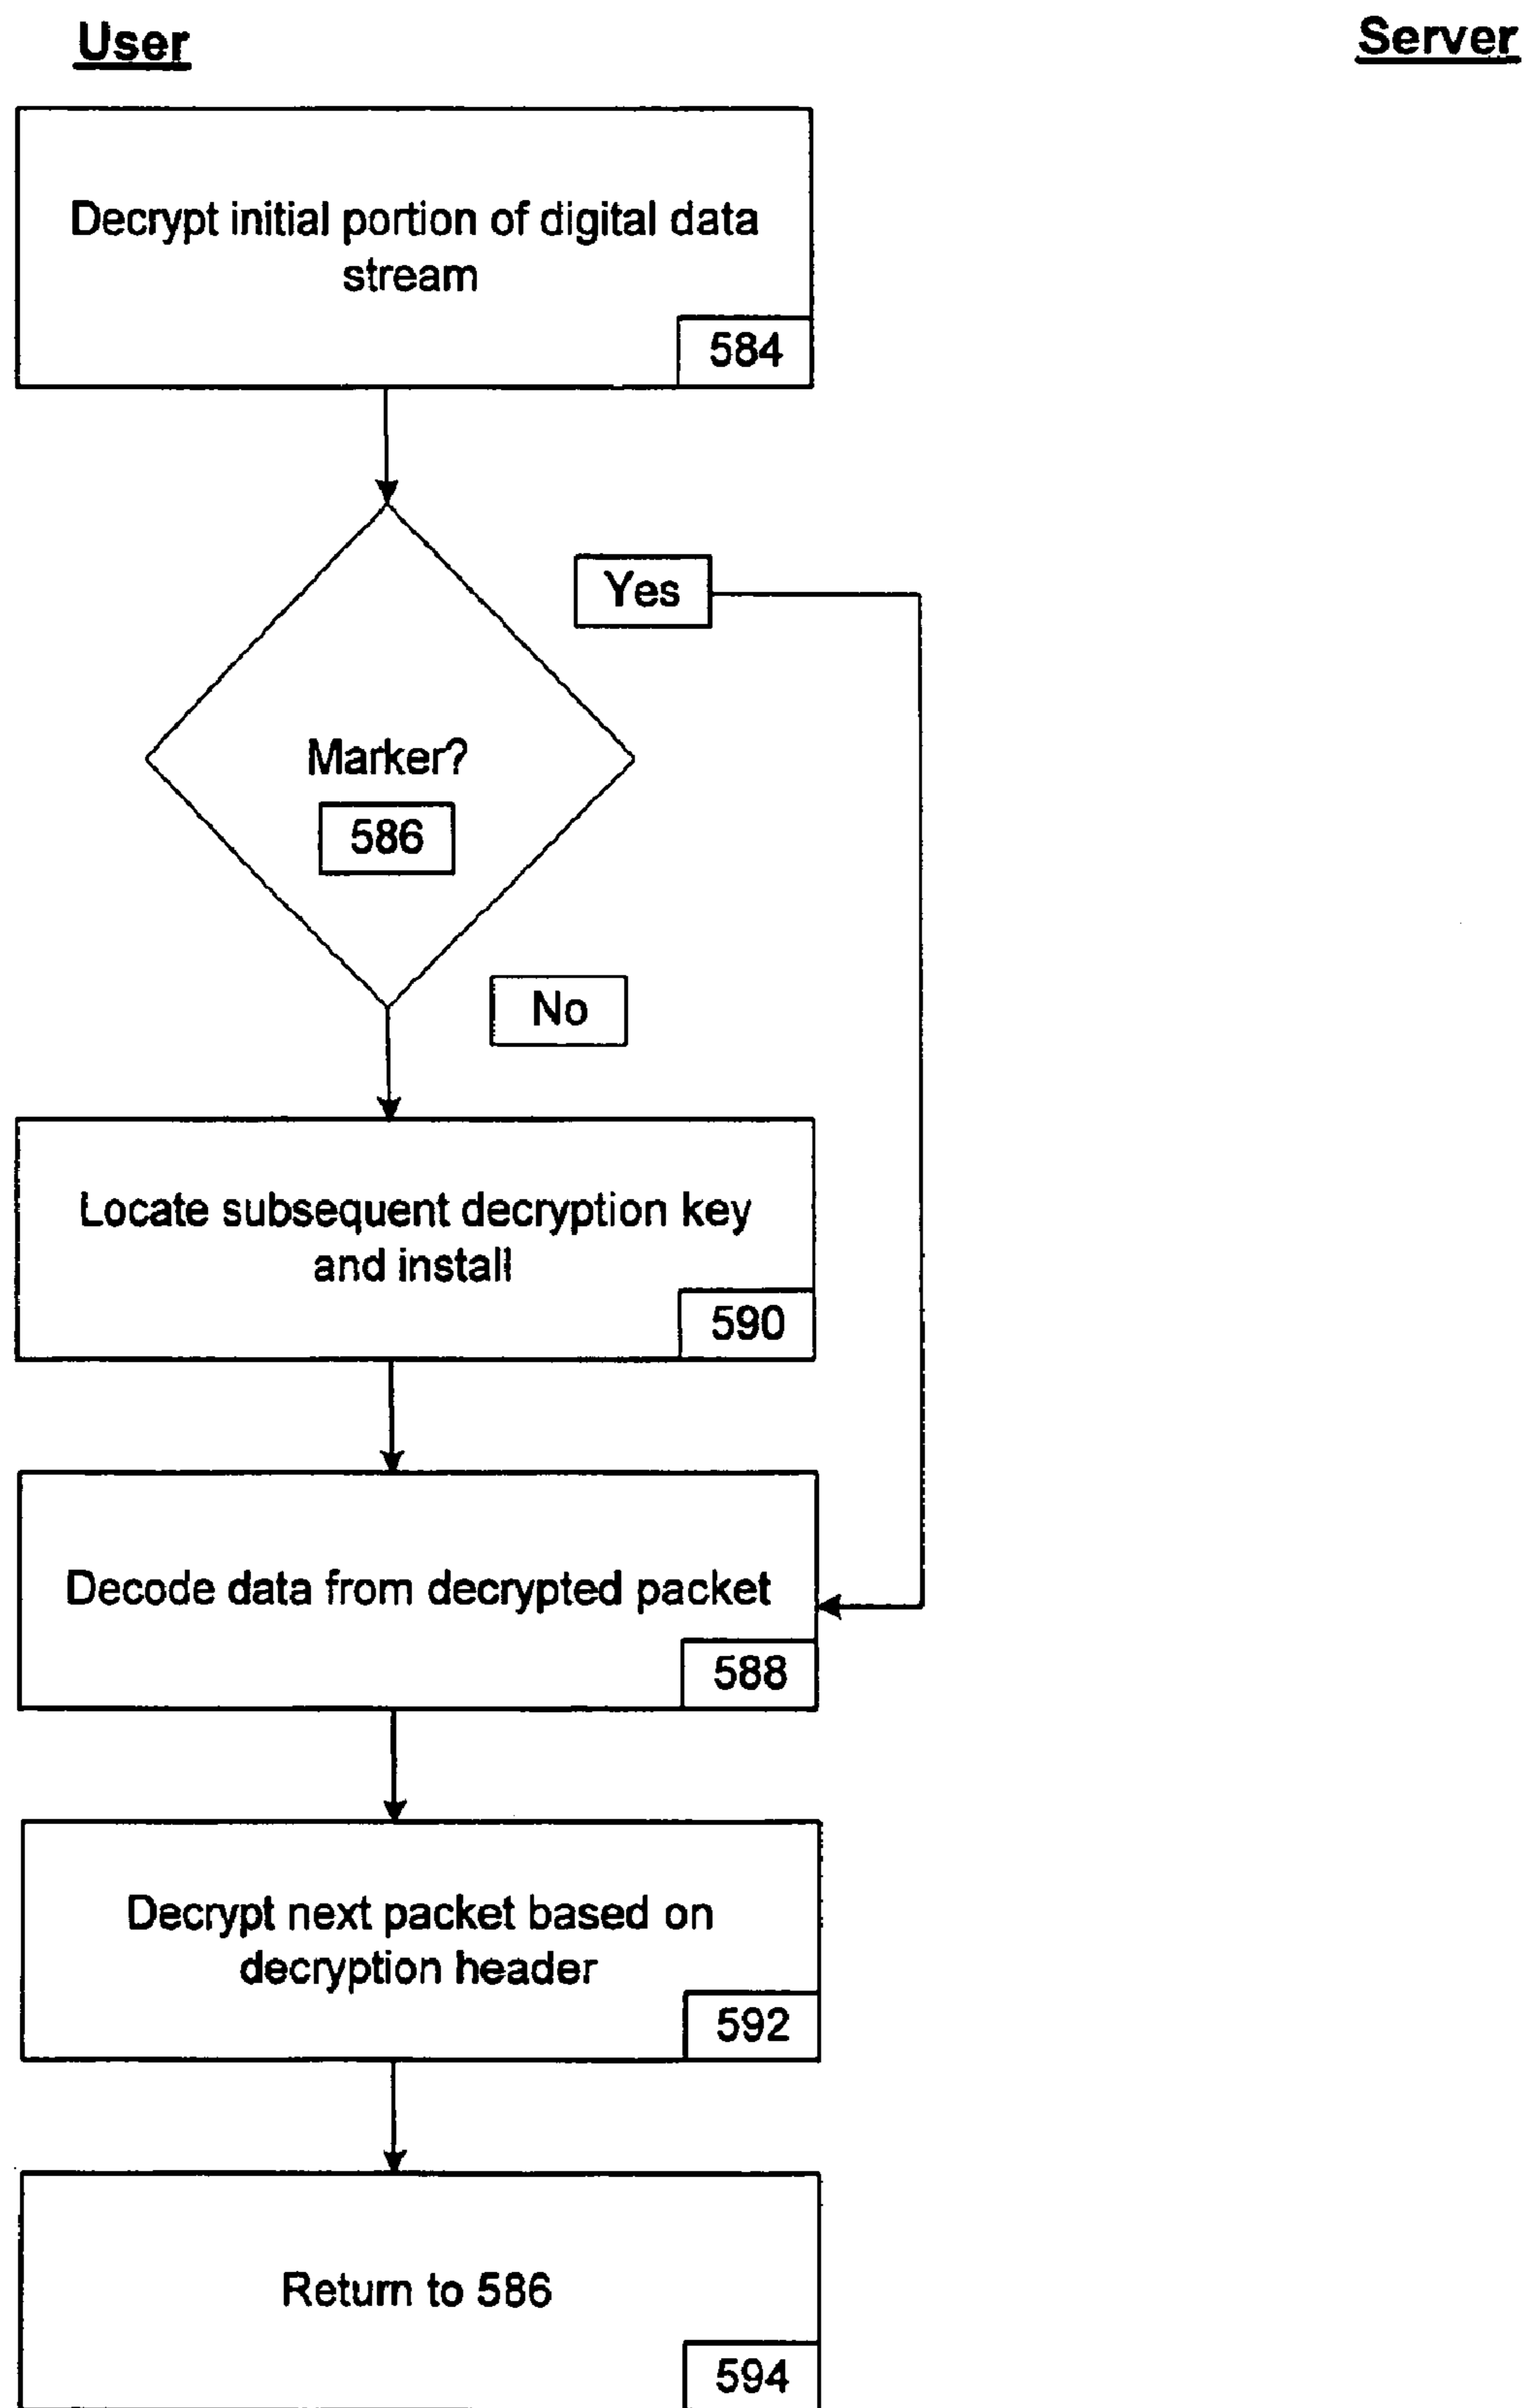 User
Server
Decrypt initial portion of digital data
stream
584
Yes
Marker?
586
No
Locate subsequent decryption key
and install
590
Decode data from decrypted packet
588
Decrypt next packet based on
decryption header
592
Return to 586
594